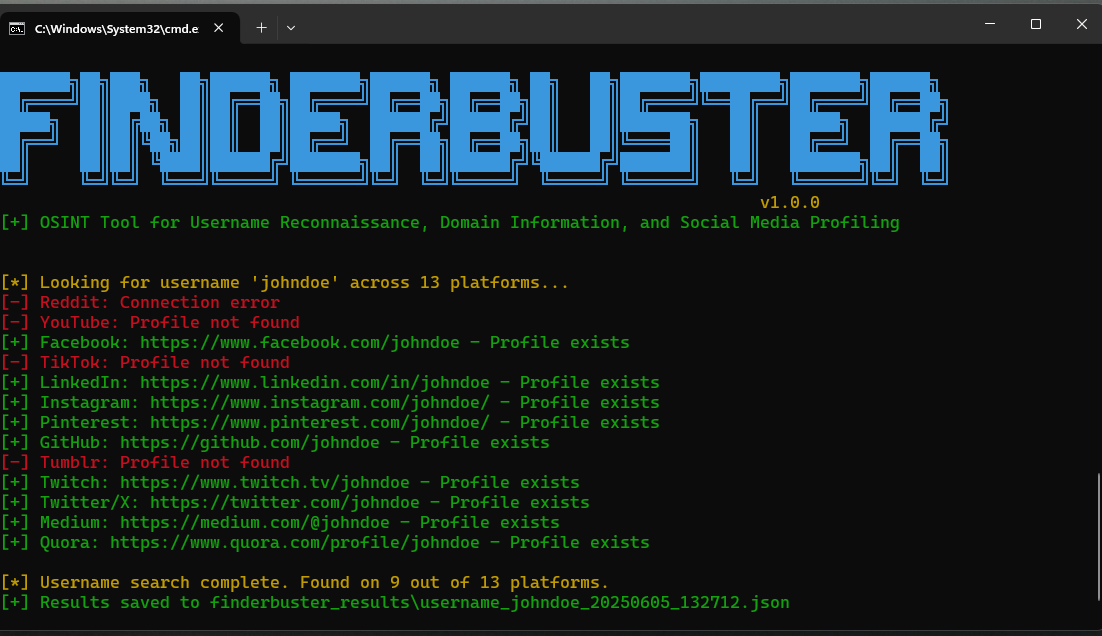 C:\Windows\System32\cmd.e
FINDERBUSTER
v1.0.0
[+] OSINT Tool for Username Reconnaissance, Domain Information, and Social Media Profiling
[*] Looking for username 'johndoe' across 13 platforms...
[-] Reddit: Connection error
[-] YouTube: Profile not found
[+] Facebook: https://www.facebook.com/johndoe - Profile exists
[-] TikTok: Profile not found
[+] LinkedIn: https://www.linkedin.com/in/johndoe - Profile exists
[+] Instagram: https://www.instagram.com/johndoe/ - Profile exists
[+] Pinterest: https://www.pinterest.com/johndoe/ - Profile exists
[+] GitHub: https://github.com/johndoe - Profile exists
[-] Tumblr: Profile not found
[+] Twitch: https://www.twitch.tv/johndoe - Profile exists
[+] Twitter/X: https://twitter.com/johndoe - Profile exists
[+] Medium: https://medium.com/@johndoe - Profile exists
[+] Quora: https://www.quora.com/profile/johndoe - Profile exists
[*] Username search complete. Found on 9 out of 13 platforms.
[+] Results saved to finderbuster_results\username_johndoe_20250605_132712.json